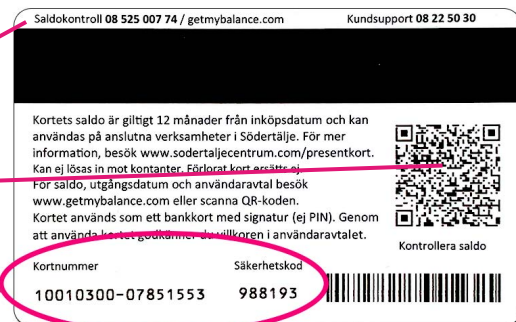 Saldokontroll 08 525 007 74 / getmybalance.com
Kundsupport 08 22 50 30
Kortets saldo är giltigt 12 månader från inköpsdatum och kan
användas på anslutna verksamheter i Södertälje. För mer
information, besök www.sodertaljecentrum.com/presentkort.
Kan ej lösas in mot kontanter. Förlorat kort ersätts ej.
För saldo, utgångsdatum och användaravtal besök
www.getmybalance.com eller scanna QR-koden.
Kortet används som ett bankkort med signatur (ej PIN). Genom
att använda kortet godkänner du villkoren i användaravtalet.
Kontrollera saldo
Kortnummer
Säkerhetskod
10010300-07851553
988193